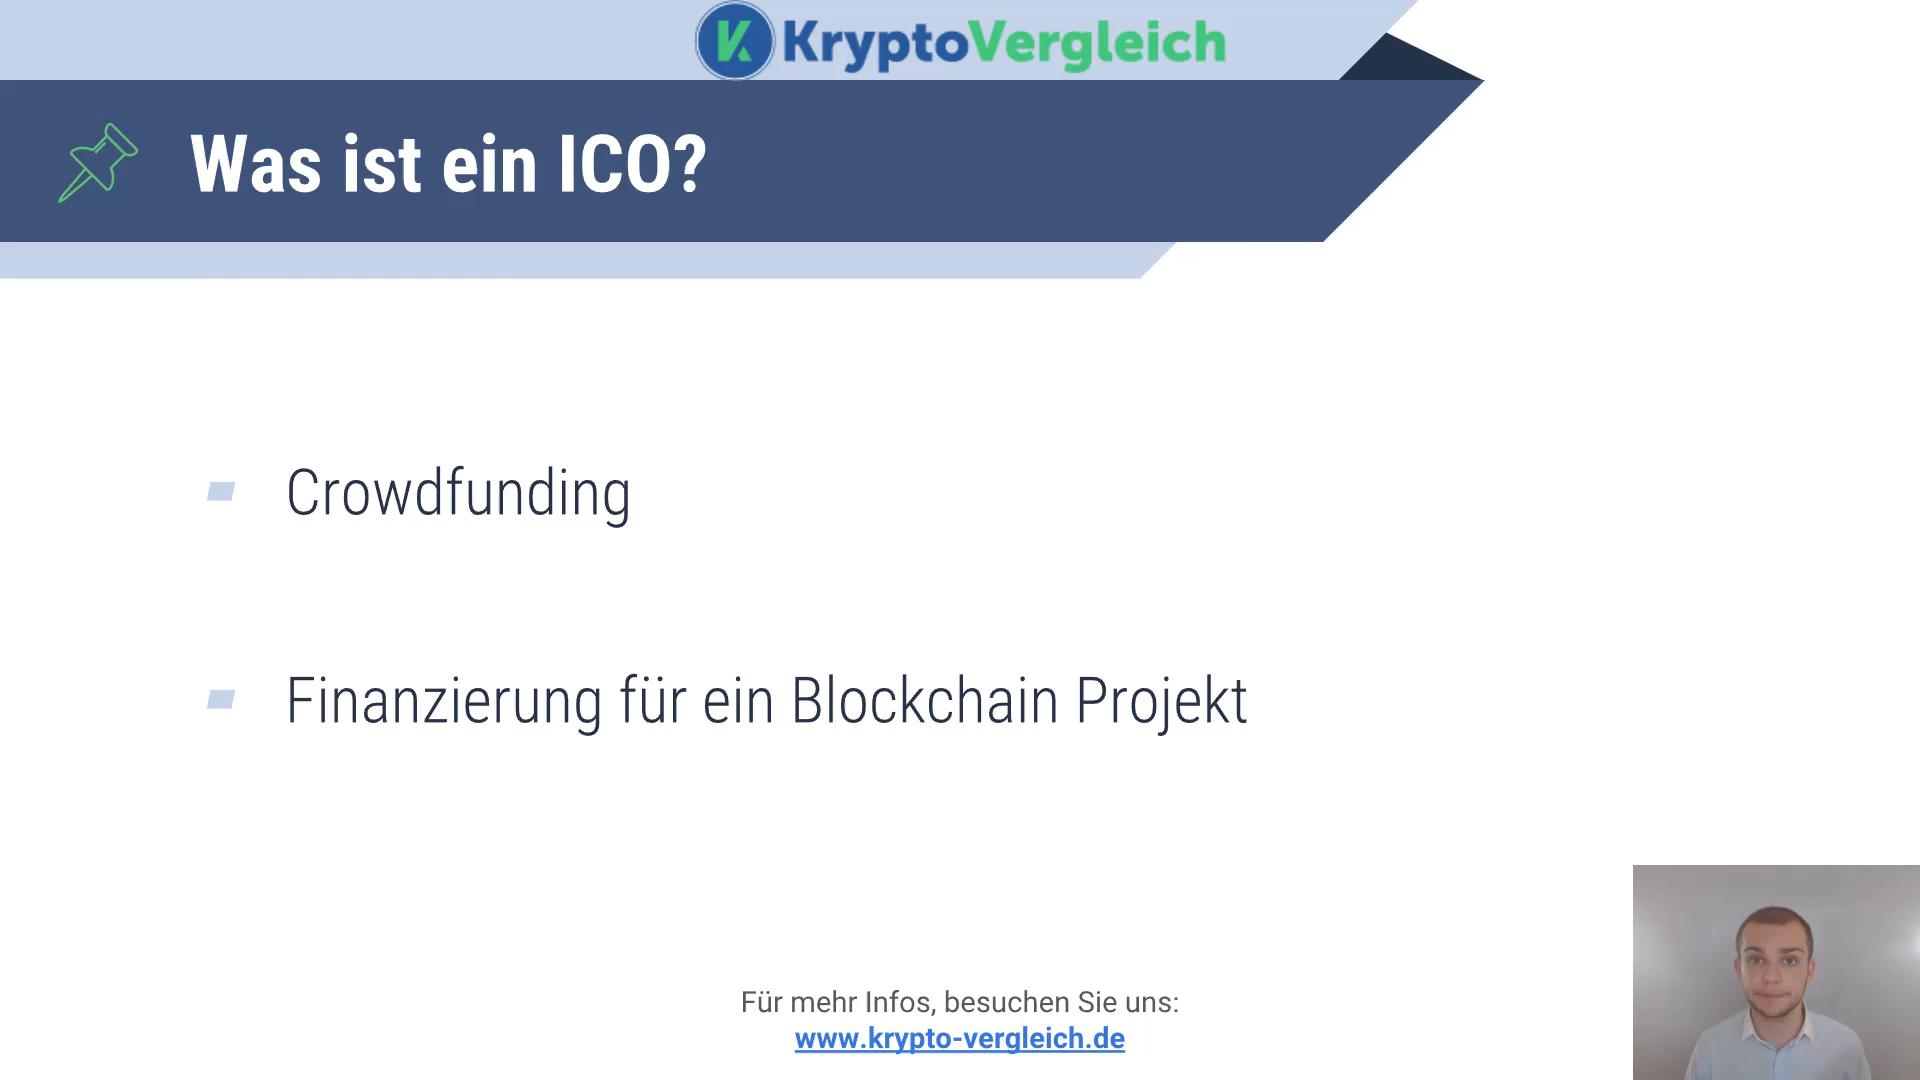 KryptoVergleich
Was ist ein ICO?
Crowdfunding
Finanzierung für ein Blockchain Projekt
Für mehr Infos, besuchen Sie uns:
www.krypto-vergleich.de